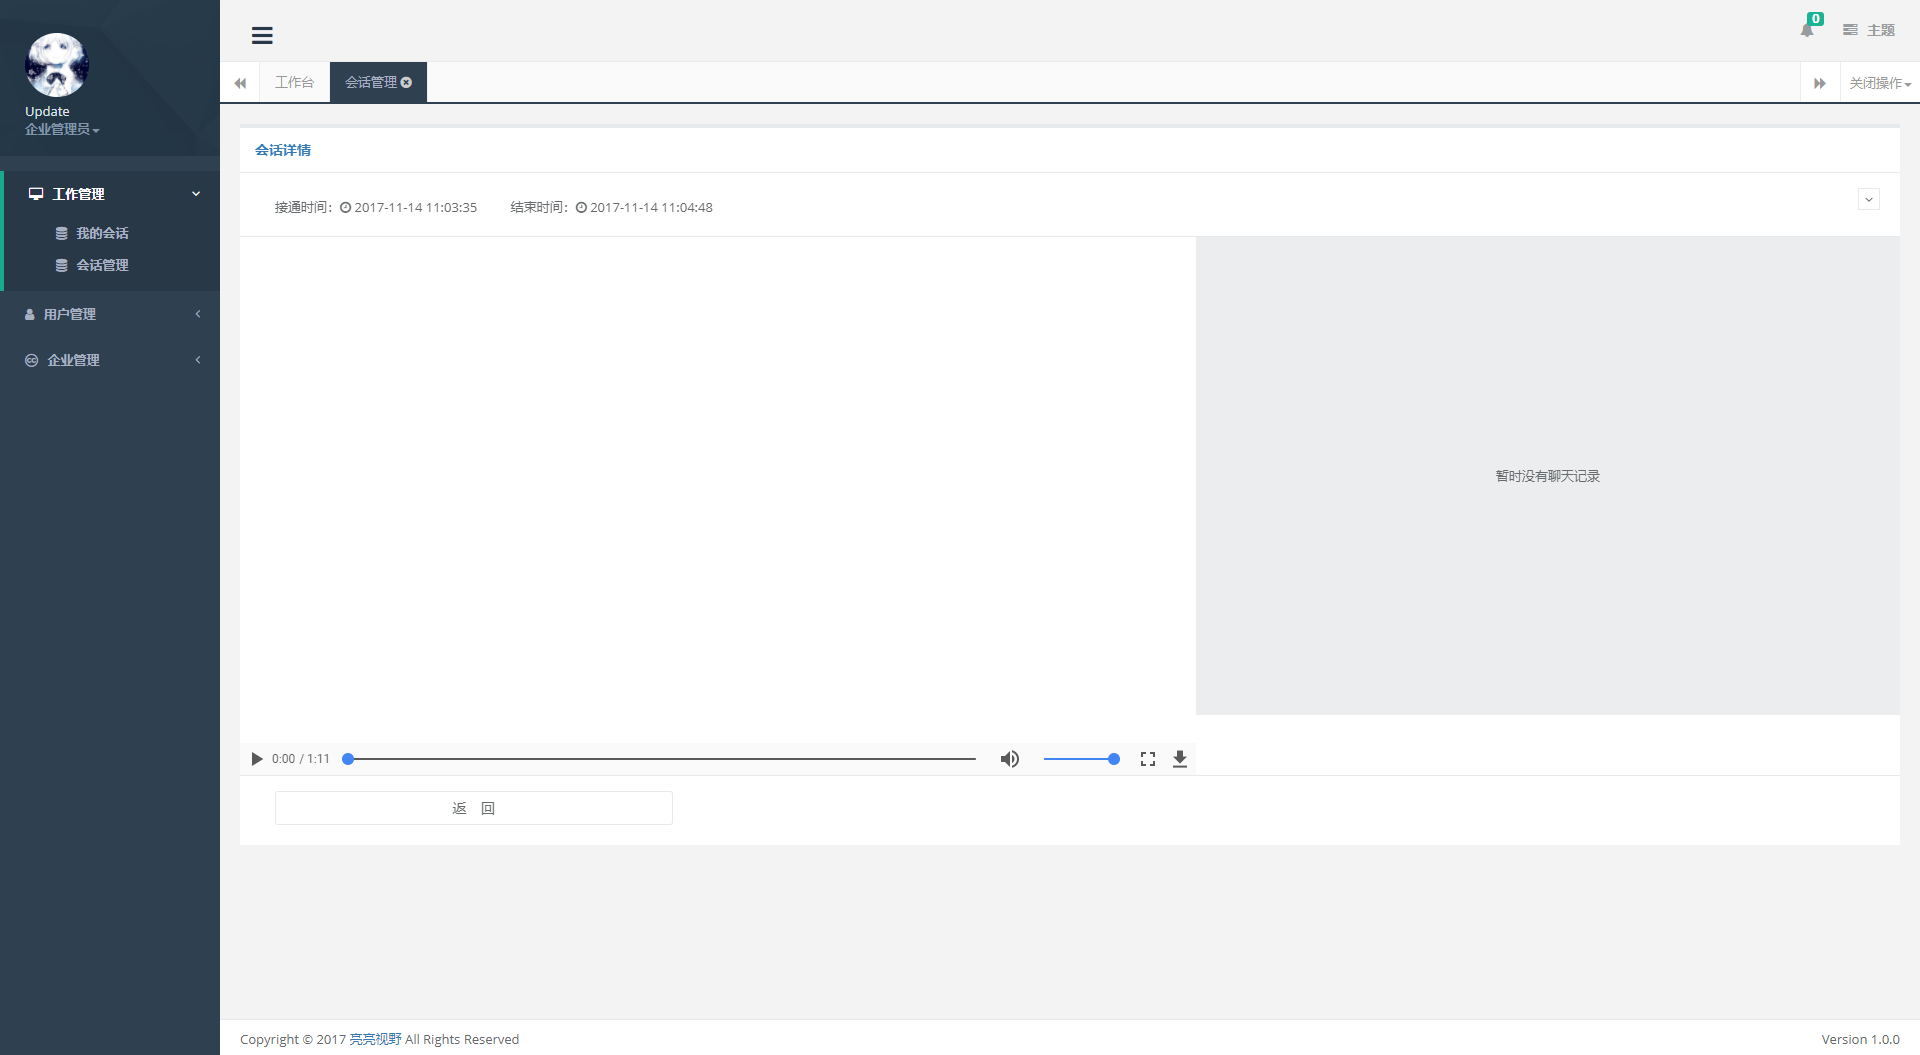 Update
企业管理员
工作管理
我的会话
会话管理
用户管理
企业管理
0
主题
工作台
会话管理
关闭操作
会话详情
接通时间： 2017-11-14 11:03:35 结束时间： 2017-11-14 11:04:48
暂时没有聊天记录
0:00 / 1:11
返 回
Copyright © 2017 亮亮视野 All Rights Reserved
Version 1.0.0